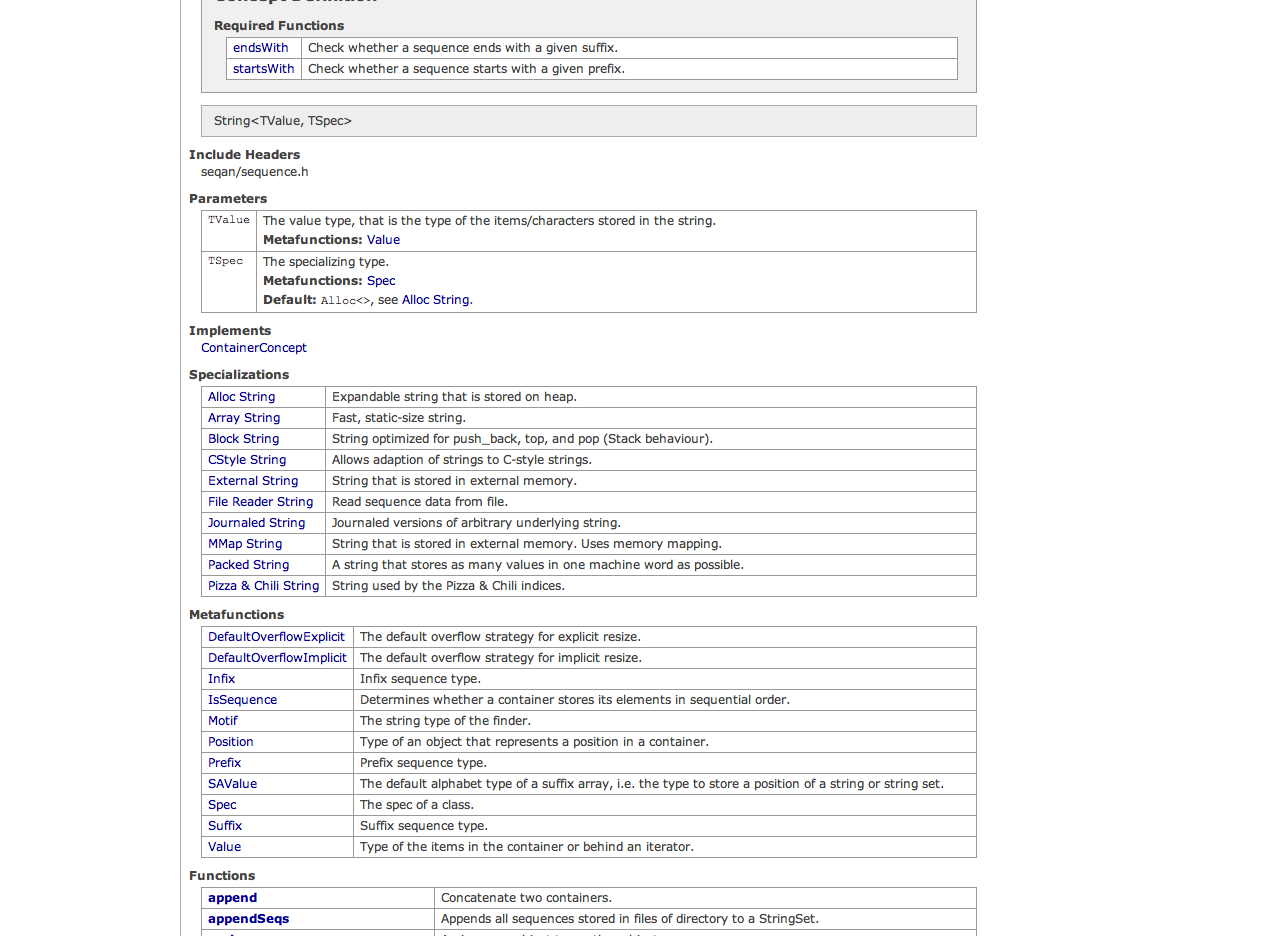 Required Functions
endsWith Check whether a sequence ends with a given suffix.
startsWith Check whether a sequence starts with a given prefix.
String<TValue, TSpec>
Include Headers
seqan/sequence.h
Parameters
TValue The value type, that is the type of the items/characters stored in the string.
Metafunctions: Value
TSpec The specializing type.
Metafunctions: Spec
Default: Alloc<>, see Alloc String.
Implements
ContainerConcept
Specializations
Alloc String Expandable string that is stored on heap.
Array String Fast, static-size string.
Block String String optimized for push_back, top, and pop (Stack behaviour).
CStyle String Allows adaption of strings to C-style strings.
External String String that is stored in external memory.
File Reader String Read sequence data from file.
Journaled String Journaled versions of arbitrary underlying string.
MMap String String that is stored in external memory. Uses memory mapping.
Packed String A string that stores as many values in one machine word as possible.
Pizza & Chili String String used by the Pizza & Chili indices.
Metafunctions
DefaultOverflowExplicit The default overflow strategy for explicit resize.
DefaultOverflowImplicit The default overflow strategy for implicit resize.
Infix Infix sequence type.
IsSequence Determines whether a container stores its elements in sequential order.
Motif The string type of the finder.
Position Type of an object that represents a position in a container.
Prefix Prefix sequence type.
SAValue The default alphabet type of a suffix array, i.e. the type to store a position of a string or string set.
Spec The spec of a class.
Suffix Suffix sequence type.
Value Type of the items in the container or behind an iterator.
Functions
append Concatenate two containers.
appendSeqs Appends all sequences stored in files of directory to a StringSet.